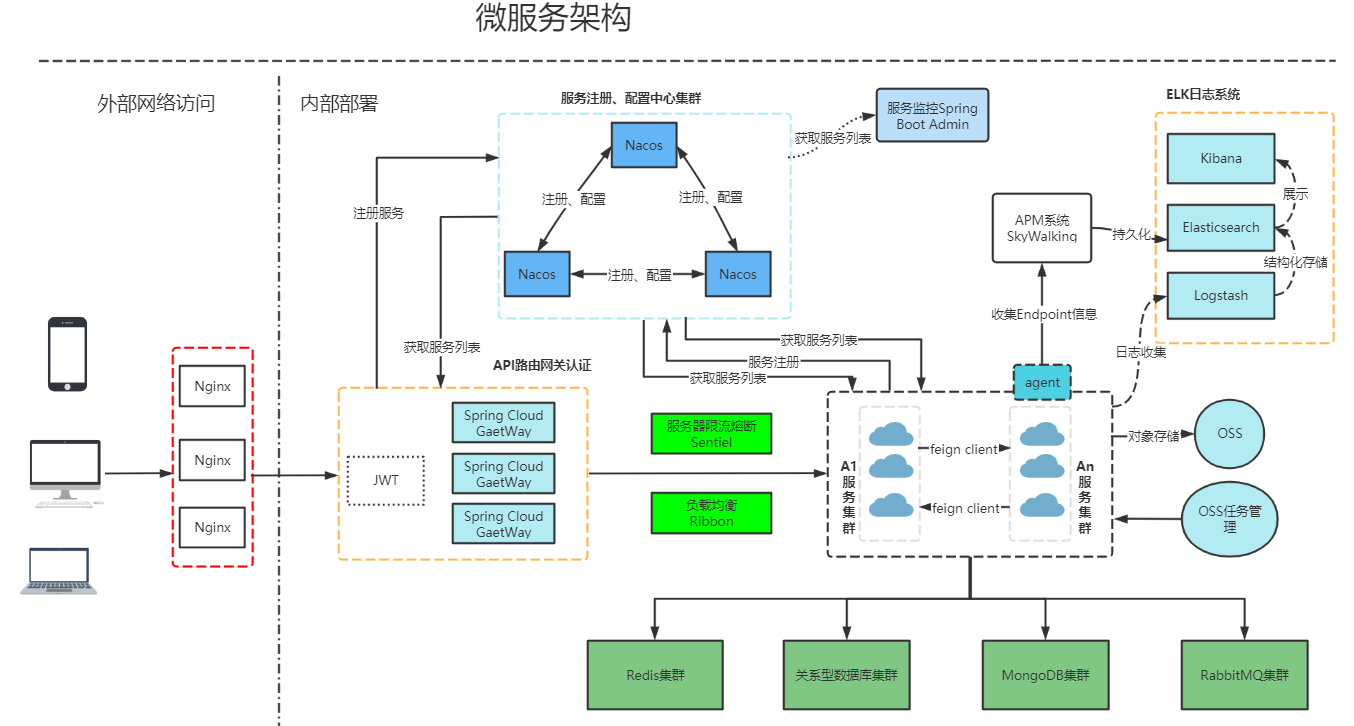 微服务架构
外部网络访问
内部部署
服务注册、配置中心集群
Nacos
注册、配置
注册、配置
Nacos
注册、配置
Nacos
获取服务列表
服务监控Spring
Boot Admin
ELK日志系统
Kibana
展示
Elasticsearch
结构化存储
Logstash
APM系统
SkyWalking
持久化
收集Endpoint信息
日志收集
注册服务
获取服务列表
获取服务列表
服务注册
获取服务列表
API路由网关认证
Nginx
Nginx
Nginx
JWT
Spring Cloud
GaetWay
Spring Cloud
GaetWay
Spring Cloud
GaetWay
服务器限流熔断
Sentiel
负载均衡
Ribbon
agent
A1
服
务
集
群
feign client
feign client
An
服
务
集
群
对象存储
OSS
OSS任务管
理
Redis集群
关系型数据库集群
MongoDB集群
RabbitMQ集群